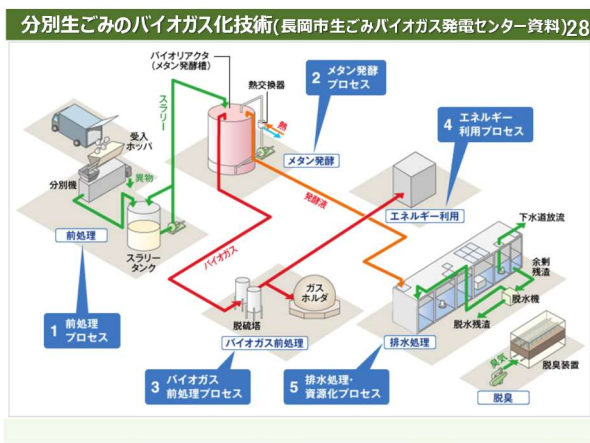 分別生ごみのバイオガス化技術(長岡市生ごみバイオガス発電センター資料)28
バイオリアクタ
(メタン発酵槽)
熱交換器
2 メタン発酵
プロセス
スラリー
受入
ホッパ
熱
4 エネルギー
利用プロセス
メタン発酵
分別機
異物
発酵液
エネルギー利用
下水道放流
前処理
スラリー
タンク
バイオガス
余剰
残渣
ガス
ホルダ
脱水機
1 前処理
プロセス
脱硫塔
脱水残渣
バイオガス前処理
排水処理
臭気
脱臭装置
3 バイオガス
前処理プロセス
5 排水処理・
資源化プロセス
脱臭